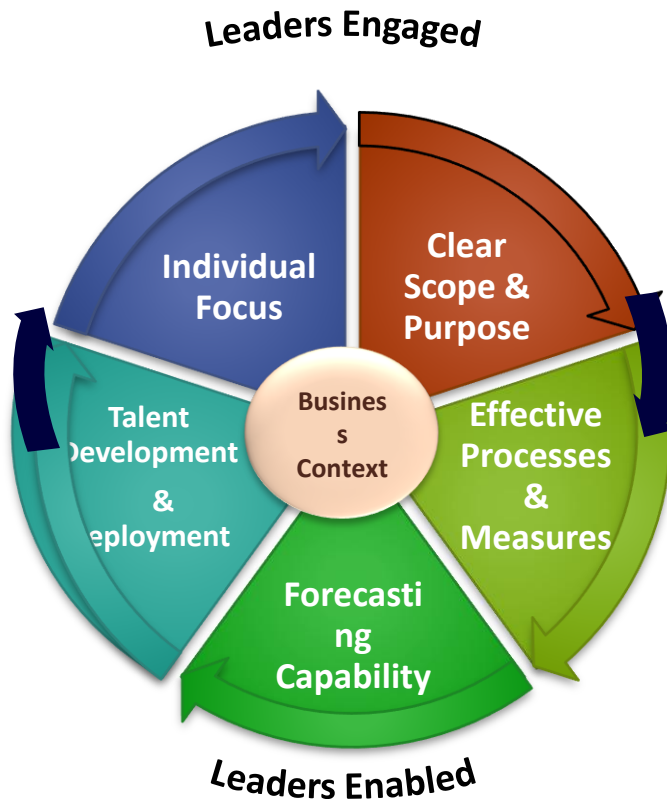 Leaders Engaged
Individual
Focus
Clear
Scope &
Purpose
Busines
s
Context
Talent
Development
&
eployment
Effective
Processes
&
Measures
Forecasti
ng
Capability
Leaders Enabled